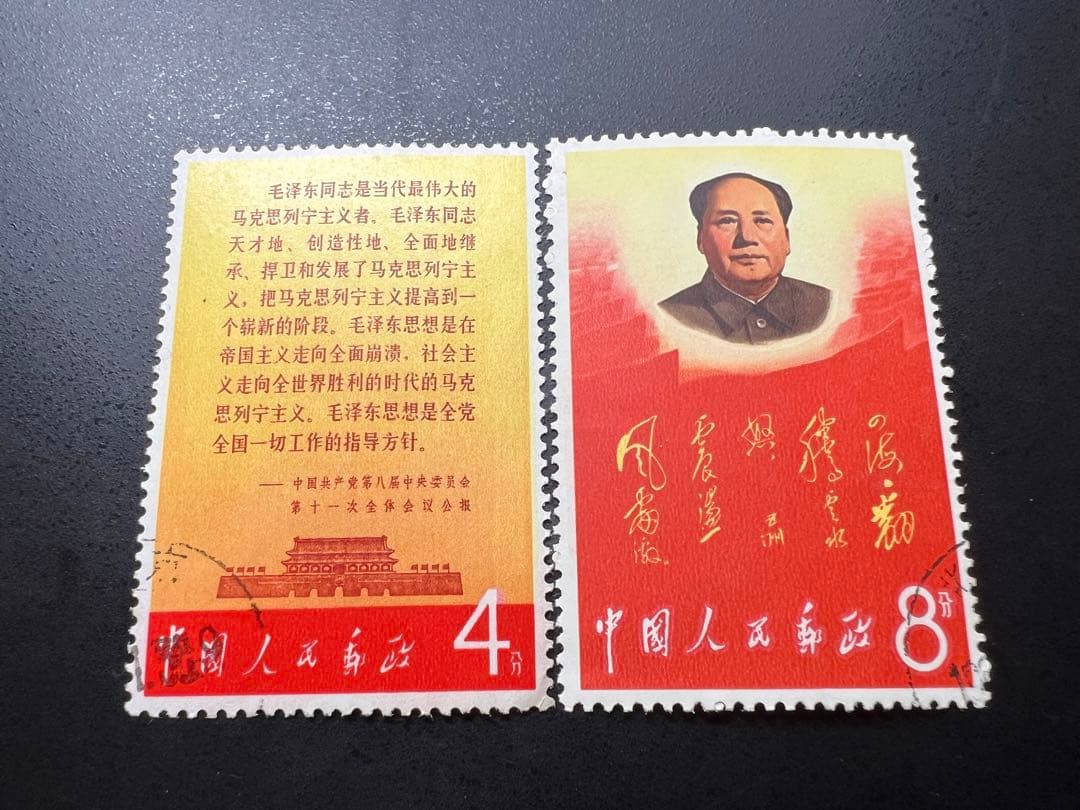 毛泽东同志是当代最伟大的
马克思列宁主义者。毛泽东同志
天才地、创造性地、全面地继
承、捍卫和发展了马克思列宁主
义，把马克思列宁主义提高到一
个崭新的阶段。毛泽东思想是在
帝国主义走向全面崩溃，社会主
义走向全世界胜利的时代的马克
思列宁主义。毛泽东思想是全党
全国一切工作的指导方针。
——中国共产党第八届中央委员会
第十一次全体会议公报
中國人民郵政 4分
四海翻
騰雲水
怒五洲
震盪
风雷激。
中國人民郵政 8分